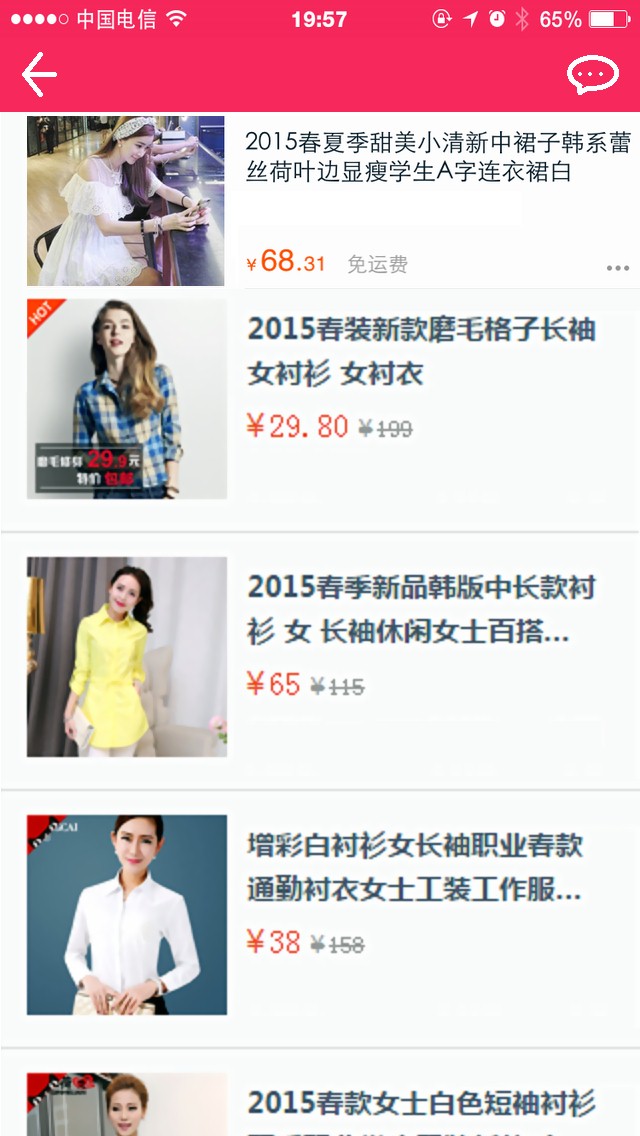 中国电信
19:57
65%
2015春夏季甜美小清新中裙子韩系蕾
丝荷叶边显瘦学生A字连衣裙白
¥68.31 免运费
HOT
2015春装新款磨毛格子长袖
女衬衫 女衬衣
¥29.80 ¥199
29.9元
特价 包邮
2015春季新品韩版中长款衬
衫 女 长袖休闲女士百搭...
¥65 ¥115
增彩白衬衫女长袖职业春款
通勤衬衣女士工装工作服...
¥38 ¥158
2015春款女士白色短袖衬衫